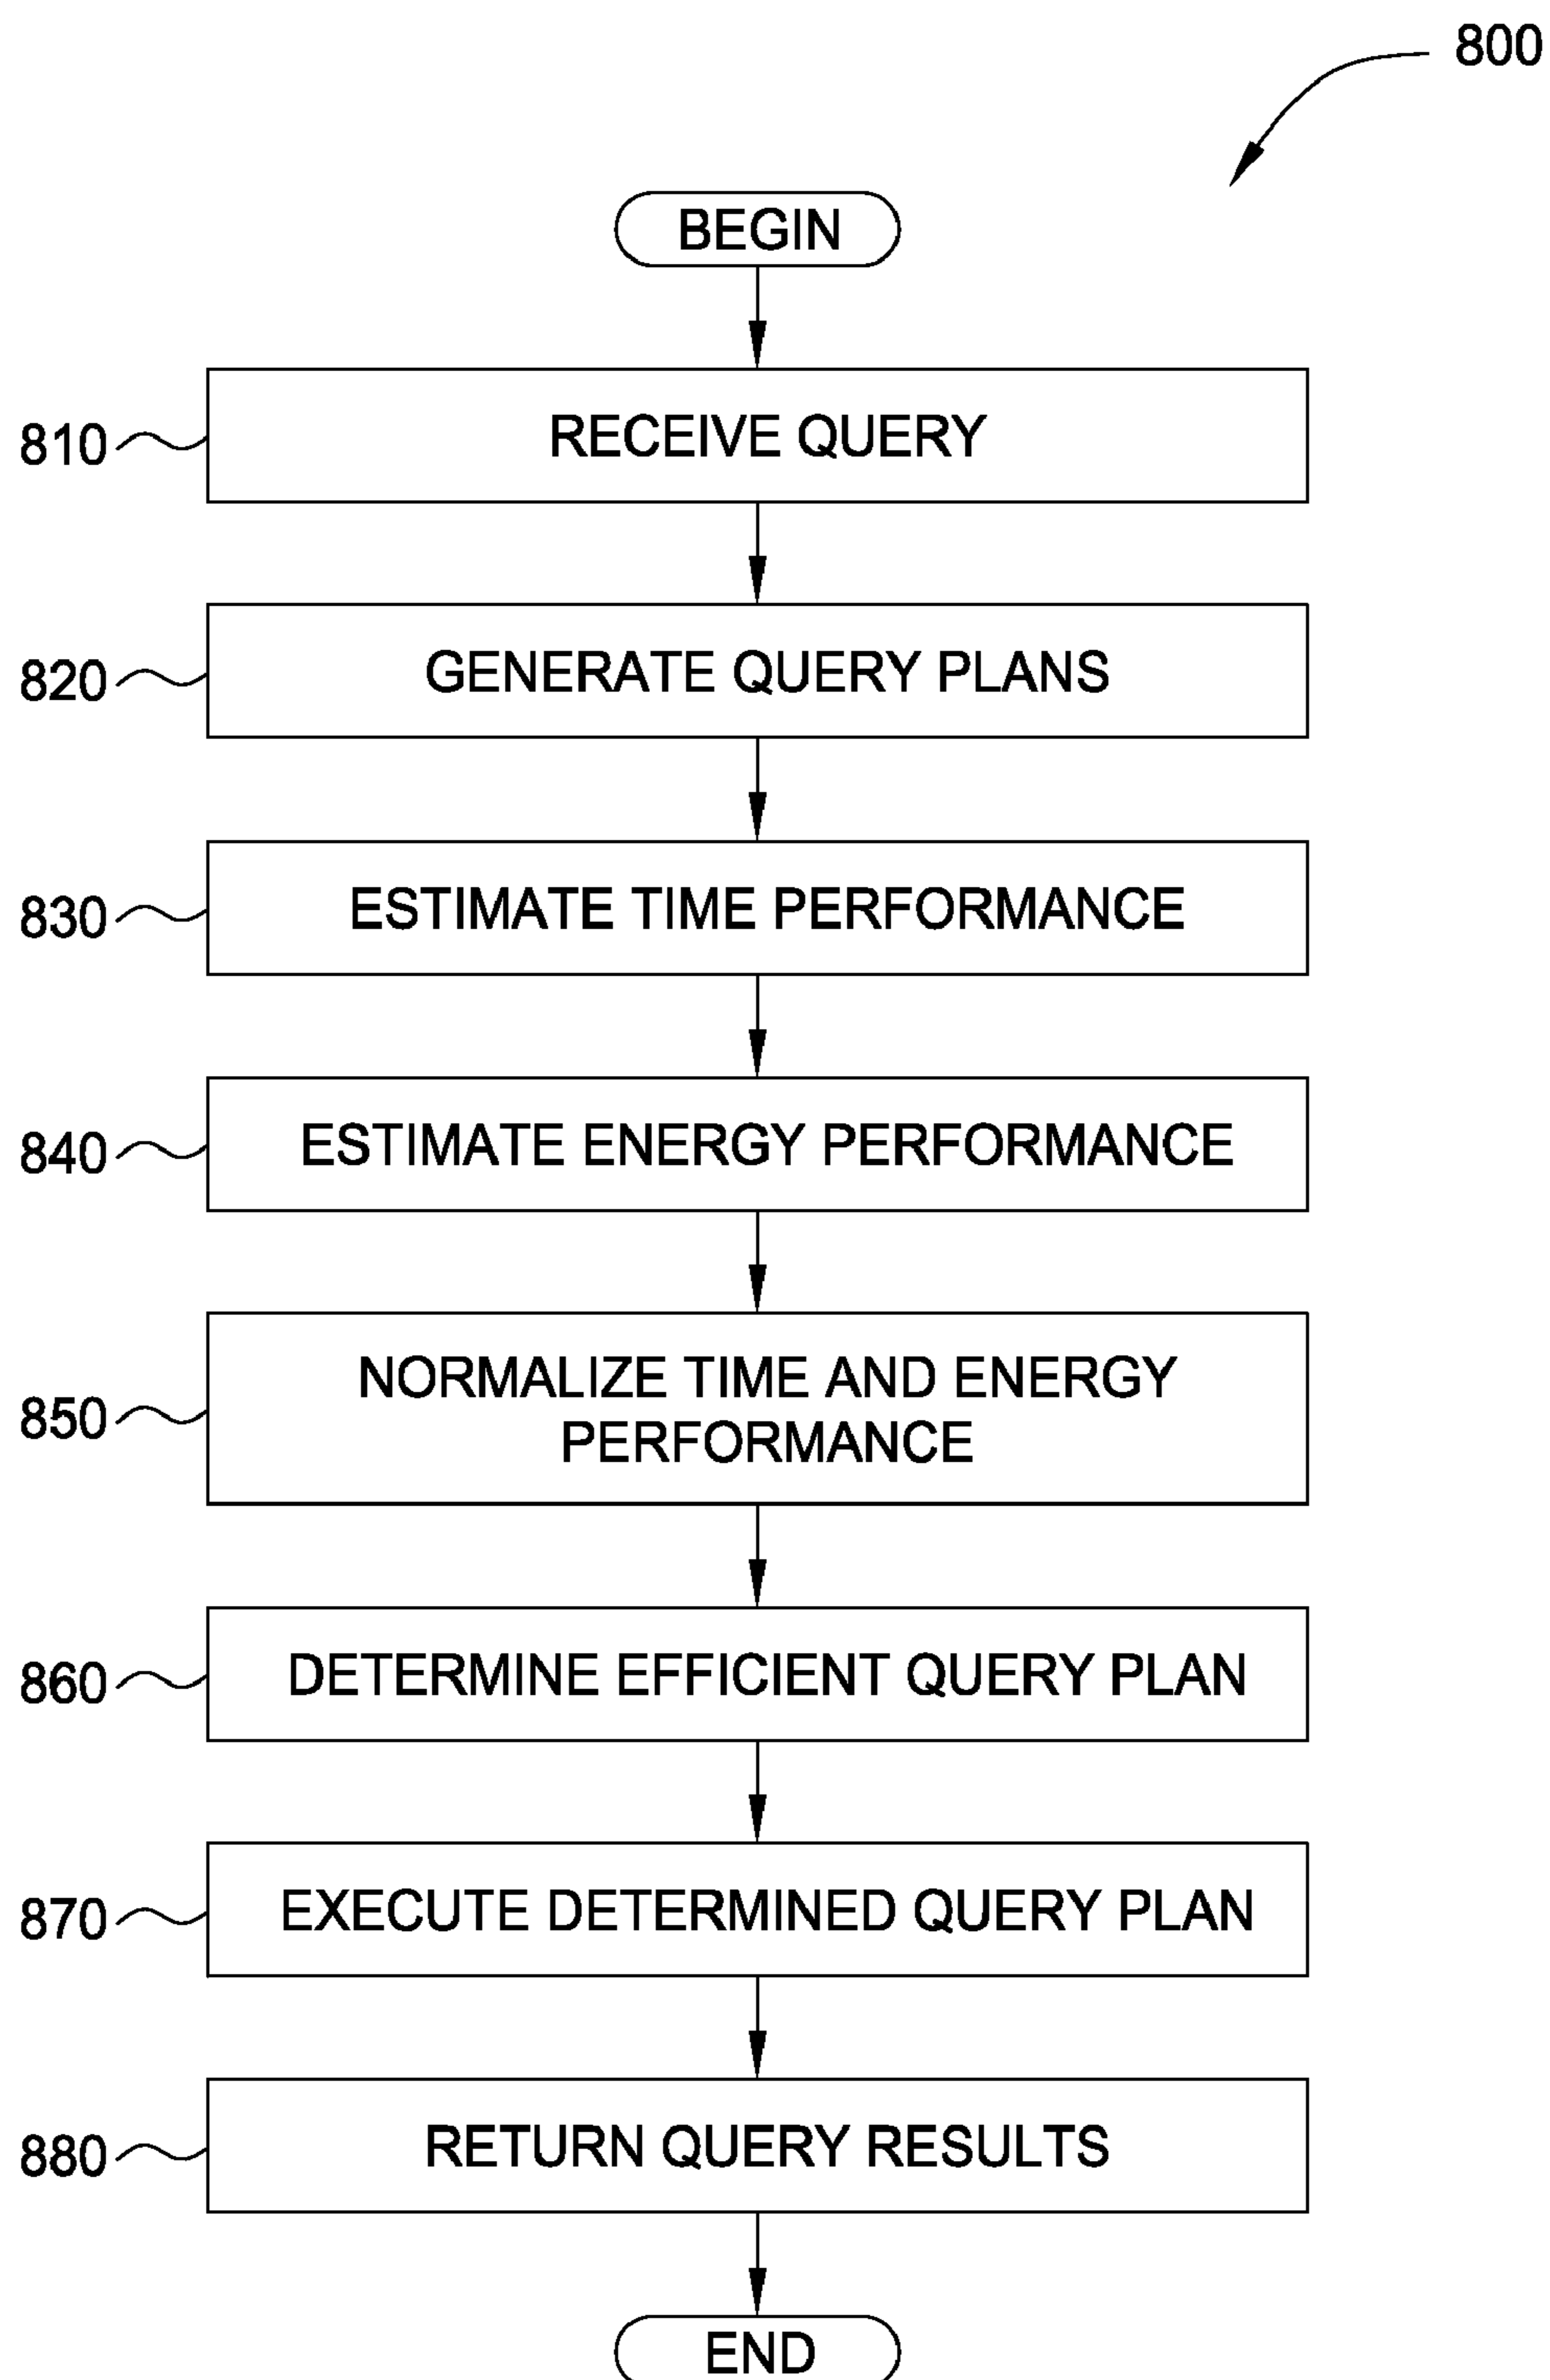 800
BEGIN
810
RECEIVE QUERY
820
GENERATE QUERY PLANS
830
ESTIMATE TIME PERFORMANCE
840
ESTIMATE ENERGY PERFORMANCE
850
NORMALIZE TIME AND ENERGY
PERFORMANCE
860
DETERMINE EFFICIENT QUERY PLAN
870
EXECUTE DETERMINED QUERY PLAN
880
RETURN QUERY RESULTS
END